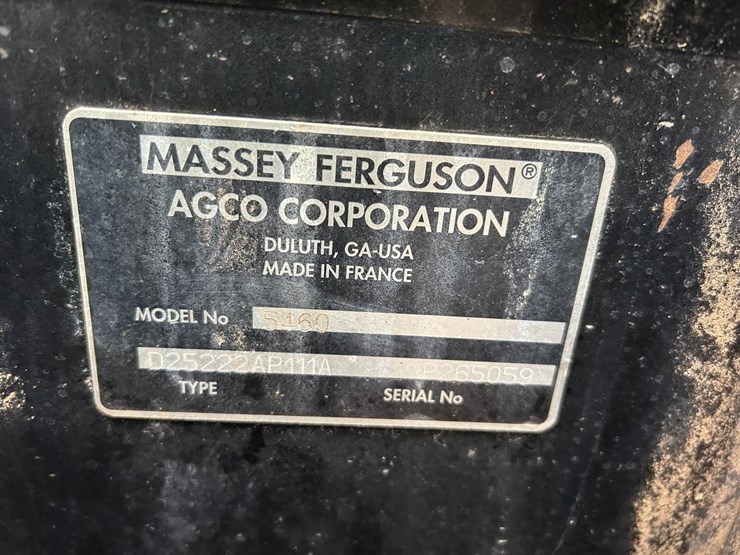 MASSEY FERGUSON®
AGCO CORPORATION
DULUTH, GA-USA
MADE IN FRANCE
MODEL No 5460
D25222AP111A P265059
TYPE SERIAL No